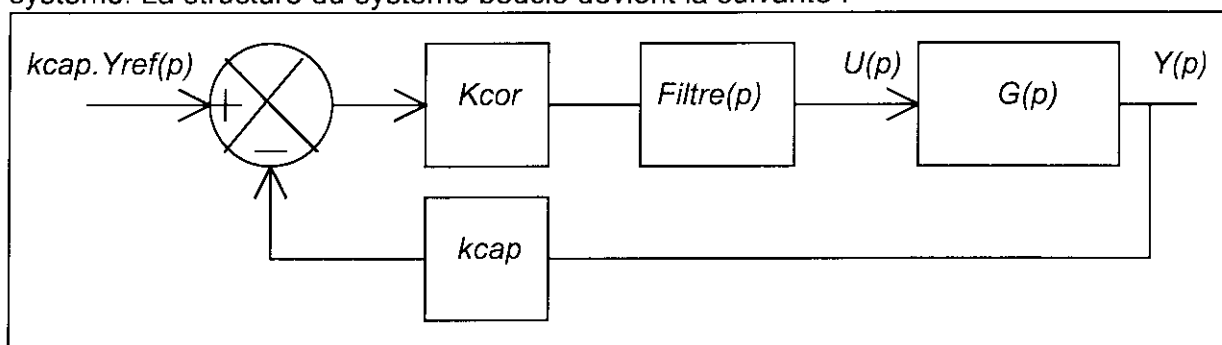 système. La structure du système bouclé devient la suivante :
kcap.Yref(p)
+
−
Kcor
Filtre(p)
U(p)
G(p)
Y(p)
kcap